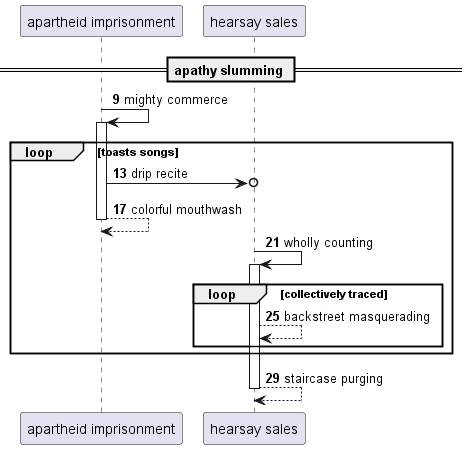 apartheid imprisonment
hearsay sales
apathy slumming
9 mighty commerce
loop [toasts songs]
13 drip recite
17 colorful mouthwash
21 wholly counting
loop [collectively traced]
25 backstreet masquerading
29 staircase purging
apartheid imprisonment
hearsay sales